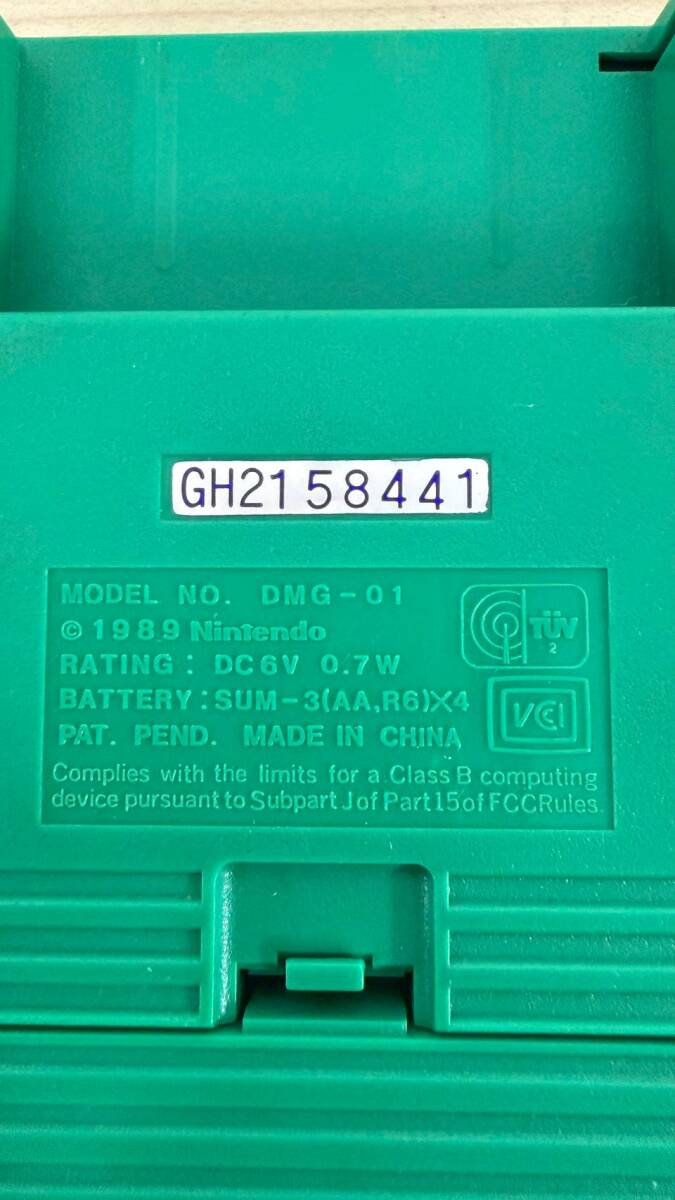 GH2158441
MODEL NO. DMG-01
© 1989 Nintendo
RATING: DC6V 0.7W
BATTERY: SUM-3(AA,R6)X4
PAT. PEND. MADE IN CHINA
TÜV
2
VCI
Complies with the limits for a Class B computing
device pursuant to Subpart J of Part 15 of FCC Rules.